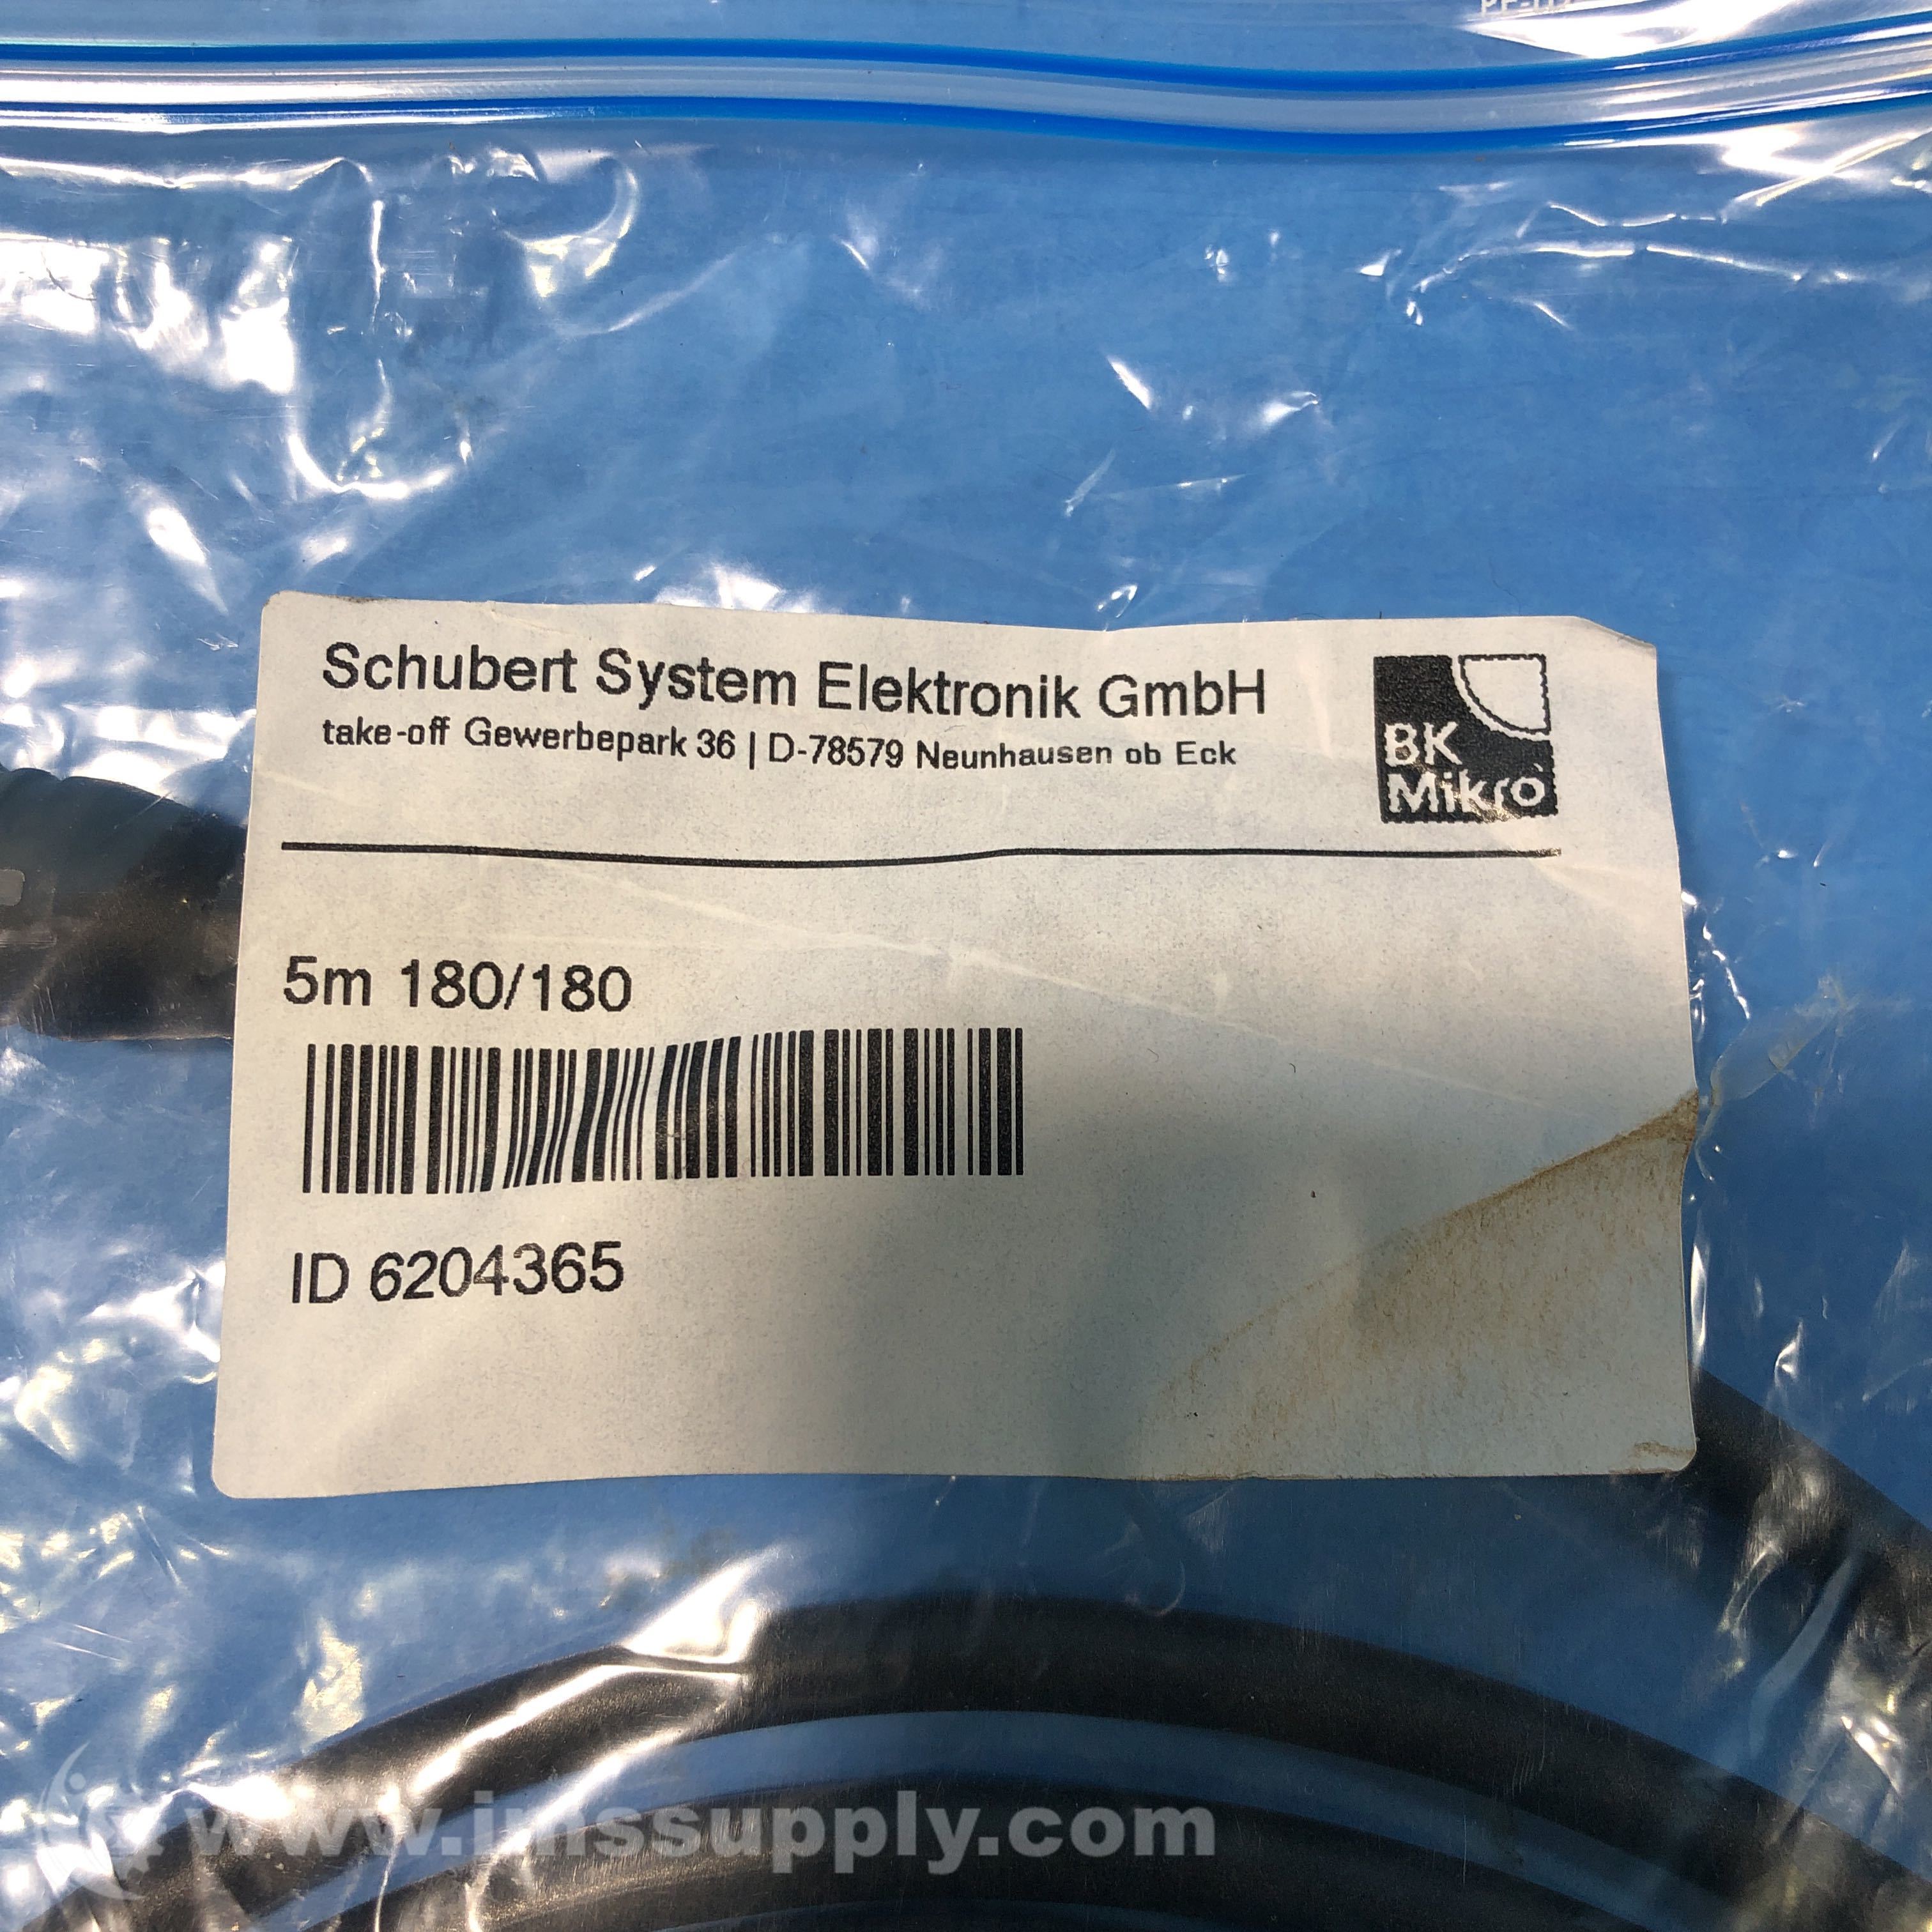 Schubert System Elektronik GmbH
take-off Gewerbepark 36 | D-78579 Neunhausen ob Eck
BK
Mikro
5m 180/180
ID 6204365
www.imssupply.com